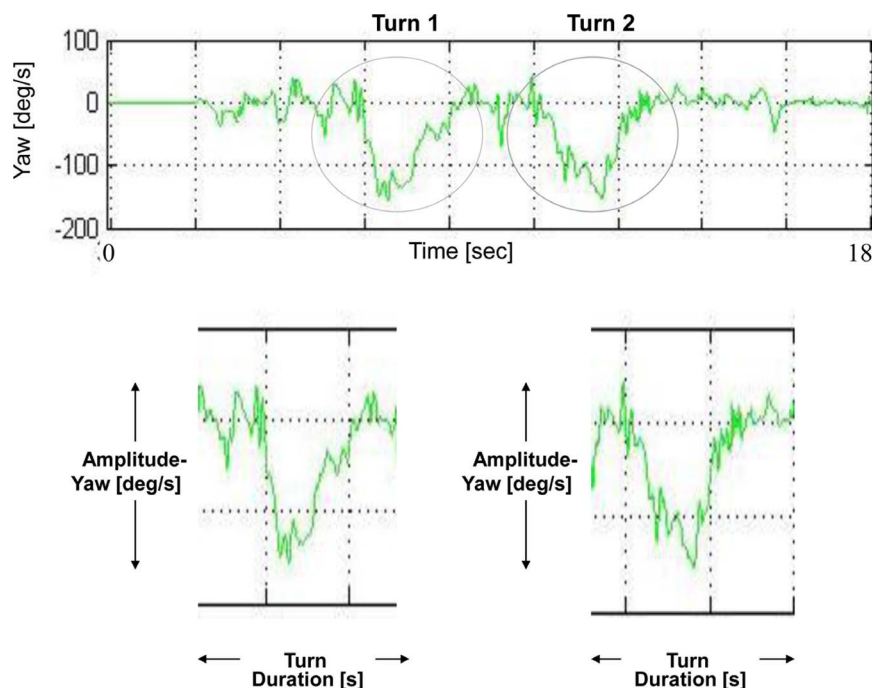 Turn 1
Turn 2
100
0
-100
-200
Yaw [deg/s]
0
Time [sec]
18
Amplitude-
Yaw [deg/s]
Amplitude-
Yaw [deg/s]
Turn
Duration [s]
Turn
Duration [s]